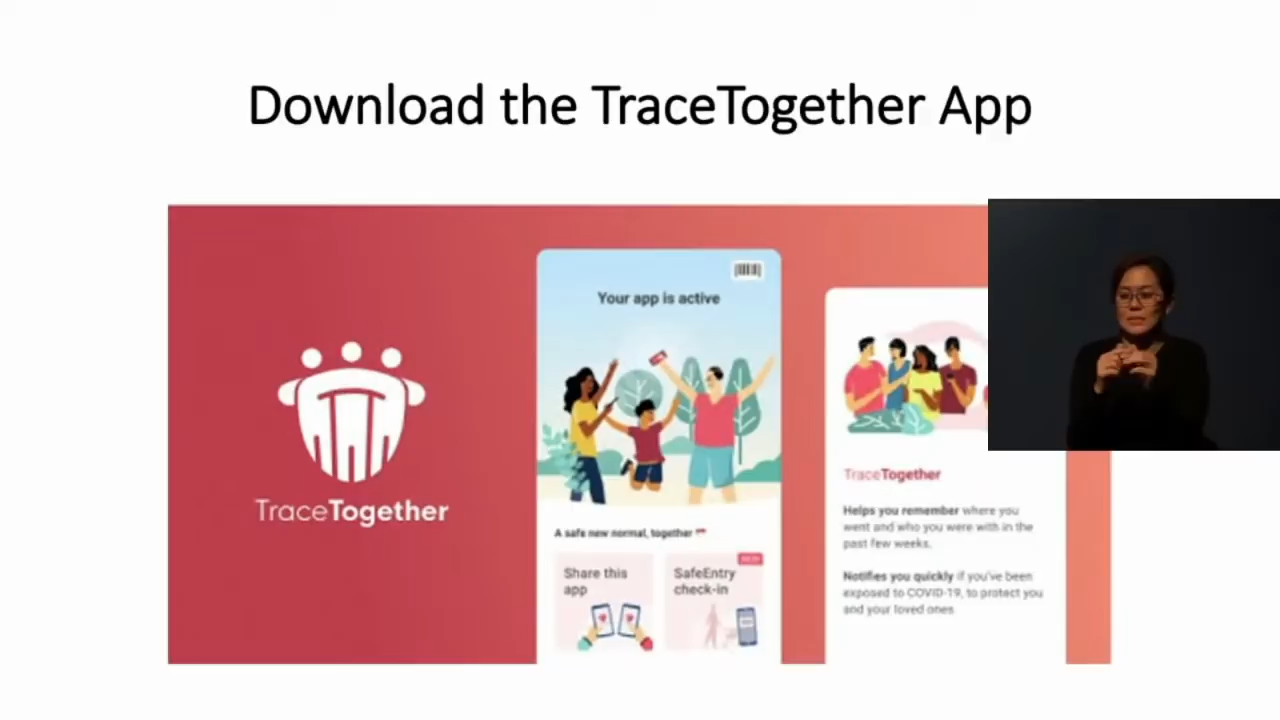 Download the TraceTogether App
TraceTogether
Your app is active
A safe new normal, together
Share this
app
SafeEntry
check-in
TraceTogether
Helps you remember where you
went and who you were with in the
past few weeks.
Notifies you quickly if you've been
exposed to COVID-19, to protect you
and your loved ones